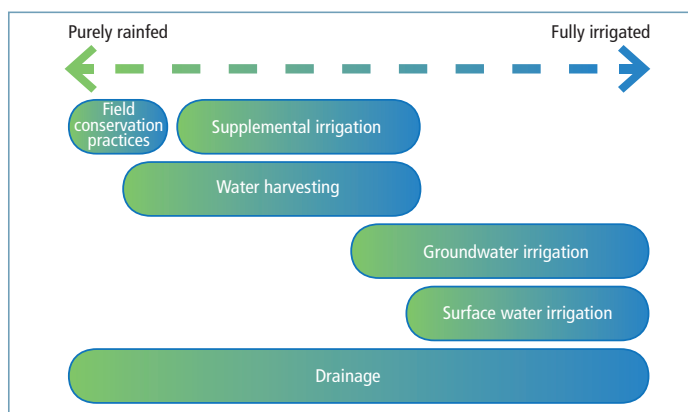 Purely rainfed
Fully irrigated
Field
conservation
practices
Supplemental irrigation
Water harvesting
Groundwater irrigation
Surface water irrigation
Drainage